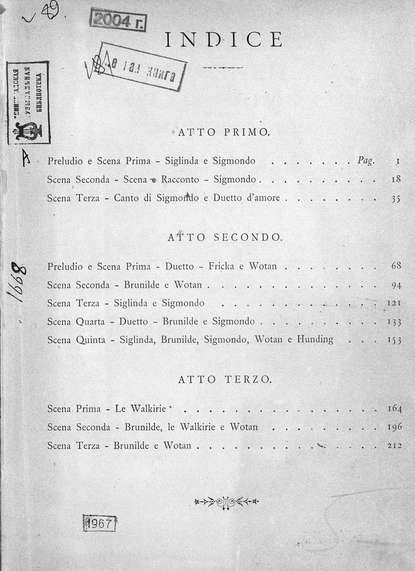 49
2004 г.
INDICE
МУЗЫКАЛЬНАЯ
БИБЛИОТЕКА
ATTO PRIMO.
Preludio e Scena Prima - Siglinda e Sigmondo . . . . . . . Pag. 1
Scena Seconda - Scena e Racconto - Sigmondo . . . . . . . . . . 18
Scena Terza - Canto di Sigmondo e Duetto d'amore . . . . . . . . 35
ATTO SECONDO.
Preludio e Scena Prima - Duetto - Fricka e Wotan . . . . . . . . 68
Scena Seconda - Brunilde e Wotan . . . . . . . . . . . . . 94
Scena Terza - Siglinda e Sigmondo . . . . . . . . . . . . 121
Scena Quarta - Duetto - Brunilde e Sigmondo . . . . . . . . . 133
Scena Quinta - Siglinda, Brunilde, Sigmondo, Wotan e Hunding . . . 153
ATTO TERZO.
Scena Prima - Le Walkirie . . . . . . . . . . . . . . . 164
Scena Seconda - Brunilde, le Walkirie e Wotan . . . . . . . . . 196
Scena Terza - Brunilde e Wotan . . . . . . . . . . . . . 212
1967